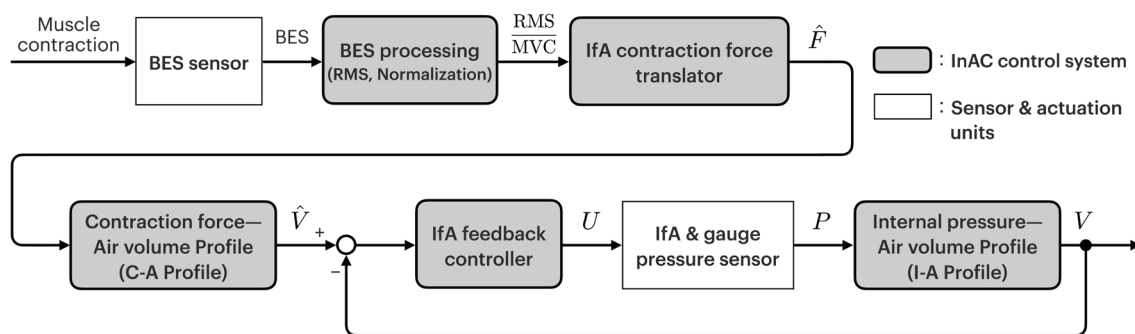 Muscle
contraction
BES sensor
BES
BES processing
(RMS, Normalization)
RMS
MVC
IfA contraction force
translator
F̂
: InAC control system
: Sensor & actuation
units
Contraction force—
Air volume Profile
(C-A Profile)
V̂
+
−
IfA feedback
controller
U
IfA & gauge
pressure sensor
P
Internal pressure—
Air volume Profile
(I-A Profile)
V